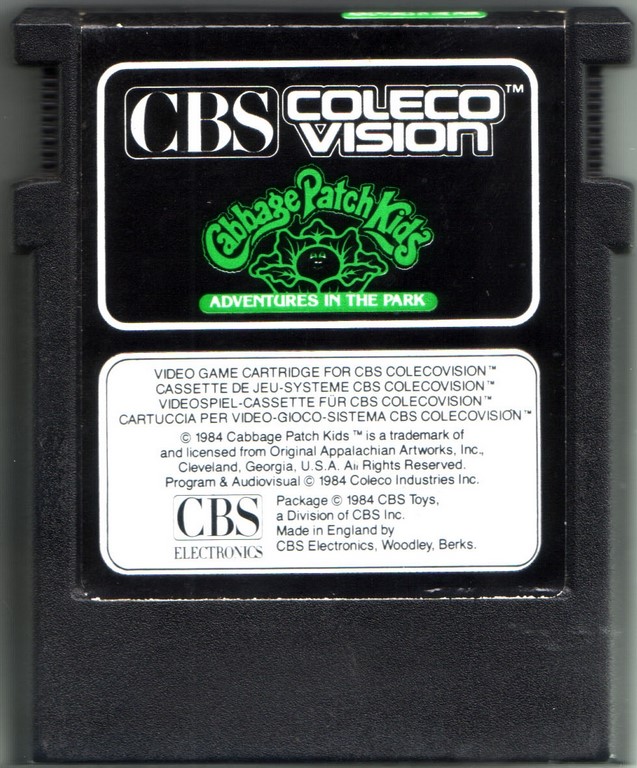 CBS COLECO VISION™
Cabbage Patch Kids
ADVENTURES IN THE PARK
VIDEO GAME CARTRIDGE FOR CBS COLECOVISION™
CASSETTE DE JEU-SYSTEME CBS COLECOVISION™
VIDEOSPIEL-CASSETTE FÜR CBS COLECOVISION™
CARTUCCIA PER VIDEO-GIOCO-SISTEMA CBS COLECOVISION™
© 1984 Cabbage Patch Kids™ is a trademark of
and licensed from Original Appalachian Artworks, Inc.,
Cleveland, Georgia, U.S.A. All Rights Reserved.
Program & Audiovisual © 1984 Coleco Industries Inc.
CBS
ELECTRONICS
Package © 1984 CBS Toys,
a Division of CBS Inc.
Made in England by
CBS Electronics, Woodley, Berks.